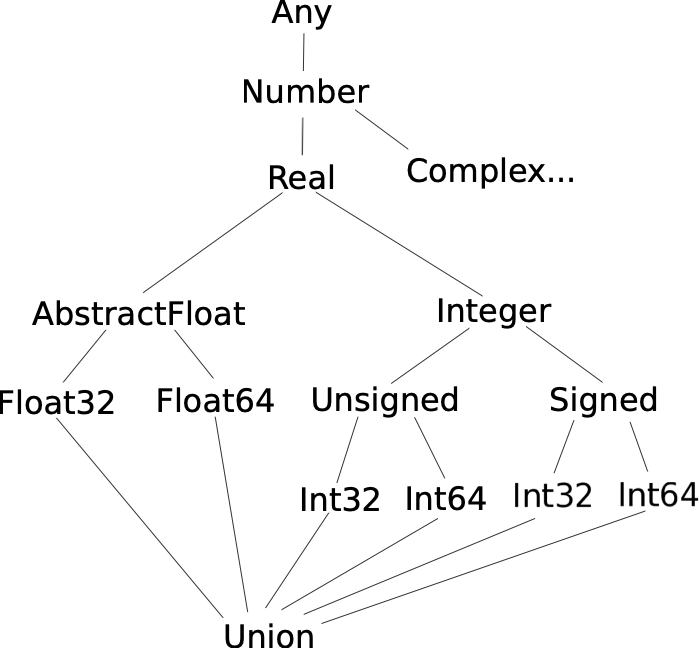 Any
Number
Real
Complex...
AbstractFloat
Integer
Float32
Float64
Unsigned
Signed
Int32
Int64
Int32
Int64
Union